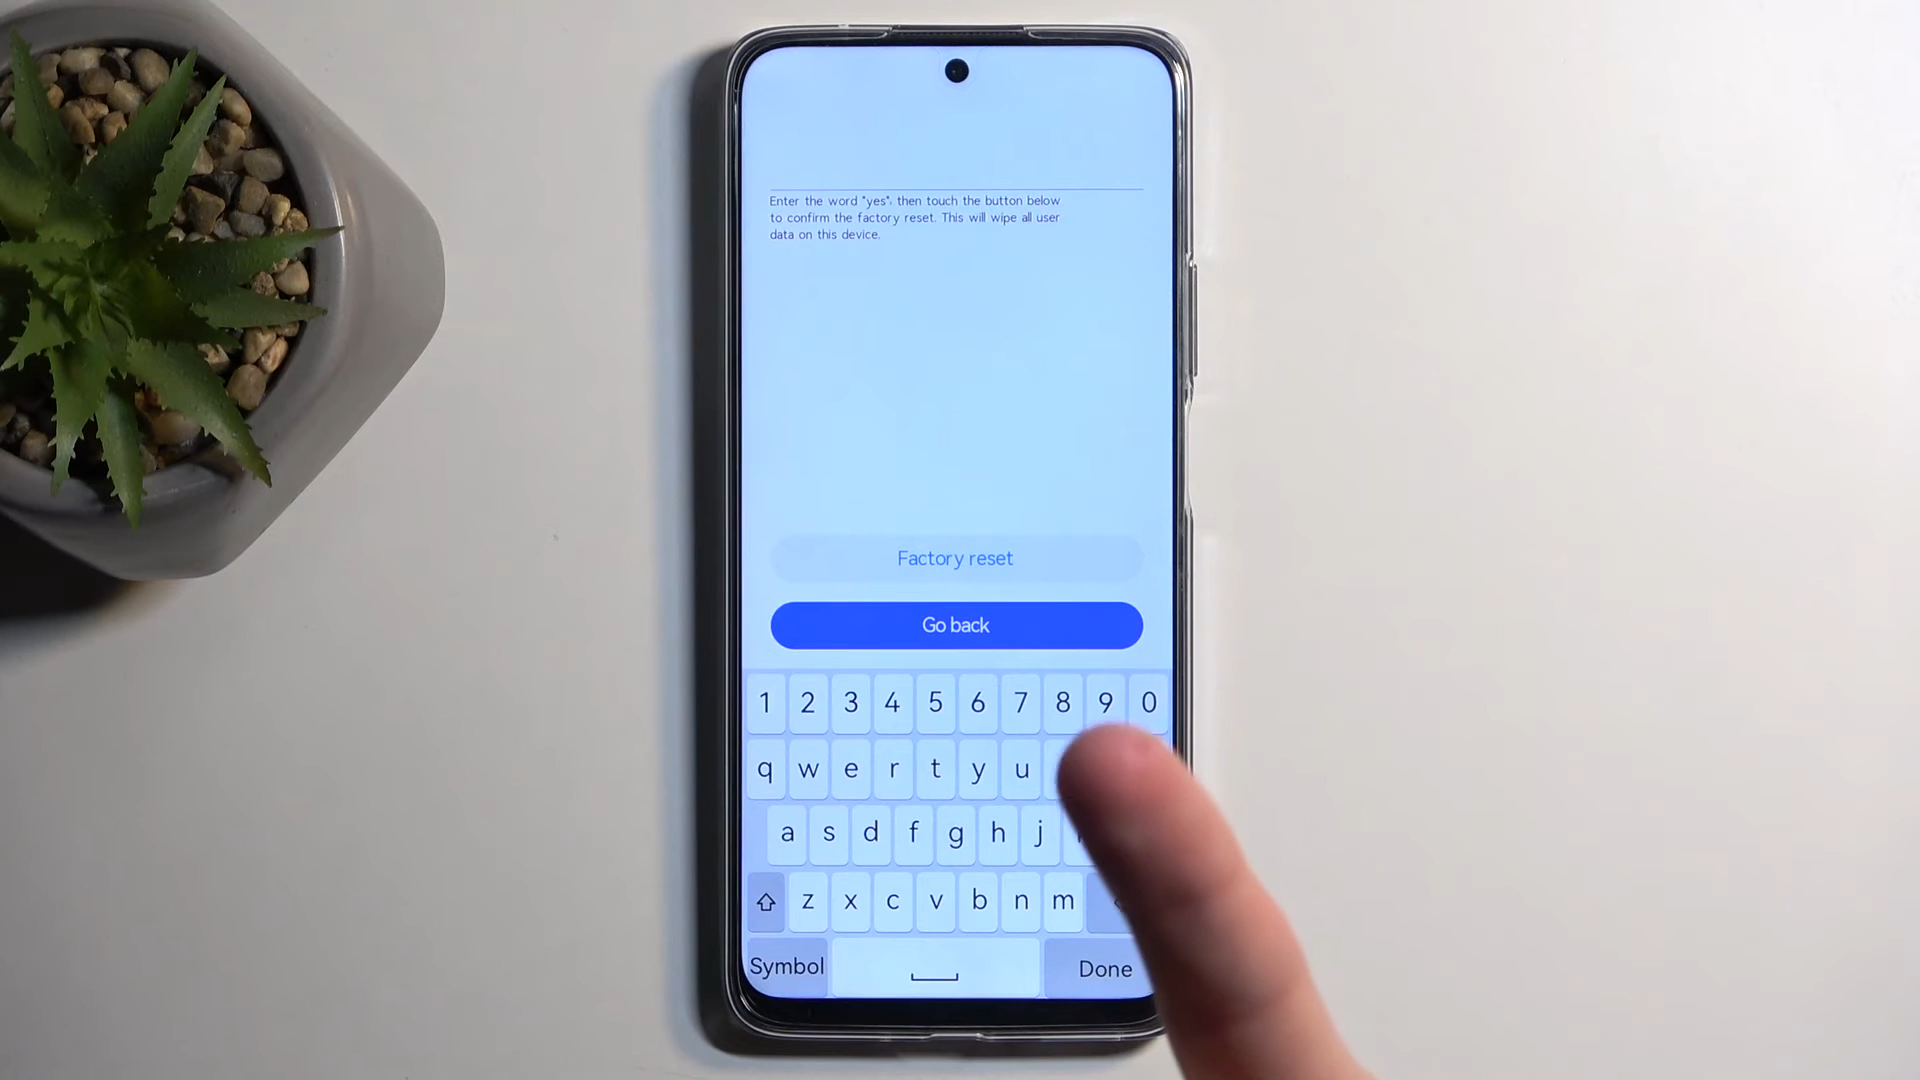 Enter the word "yes", then touch the button below
to confirm the factory reset. This will wipe all user
data on this device.
Factory reset
Go back
1 2 3 4 5 6 7 8 9 0
q w e r t y u
a s d f g h j
z x c v b n m
Symbol Done